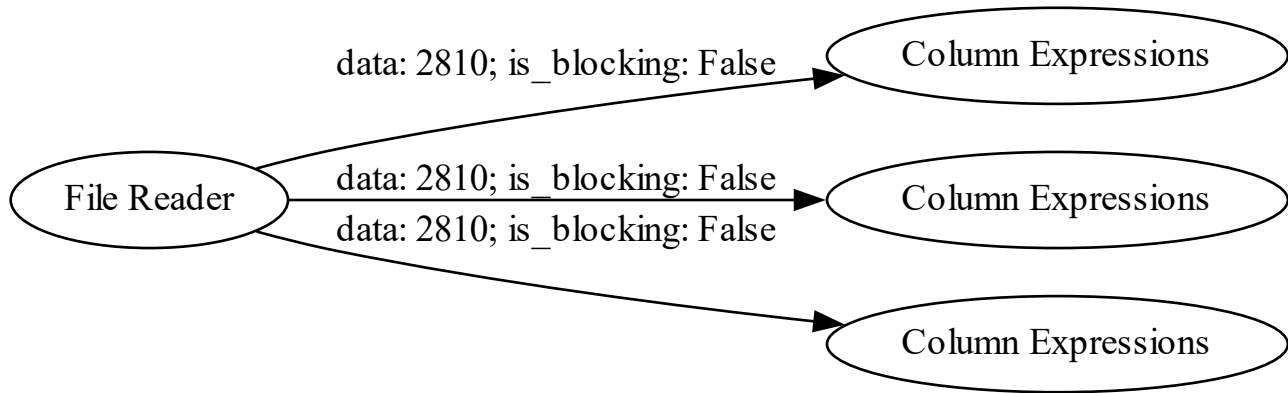 Column Expressions
data: 2810; is_blocking: False
File Reader
data: 2810; is_blocking: False
Column Expressions
data: 2810; is_blocking: False
Column Expressions